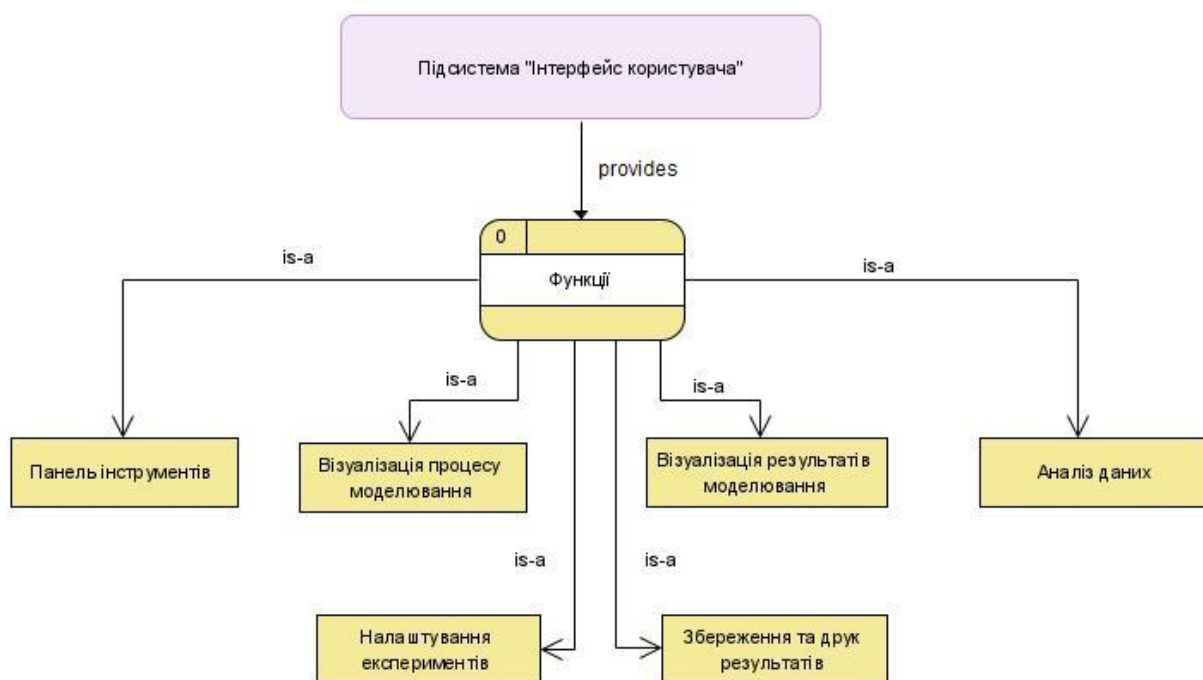 Підсистема "Інтерфейс користувача"
provides
0
Функції
is-a
is-a
is-a
is-a
Панель інструментів
Візуалізація процесу
моделювання
Візуалізація результатів
моделювання
Аналіз даних
is-a
is-a
Налаштування
експериментів
Збереження та друк
результатів